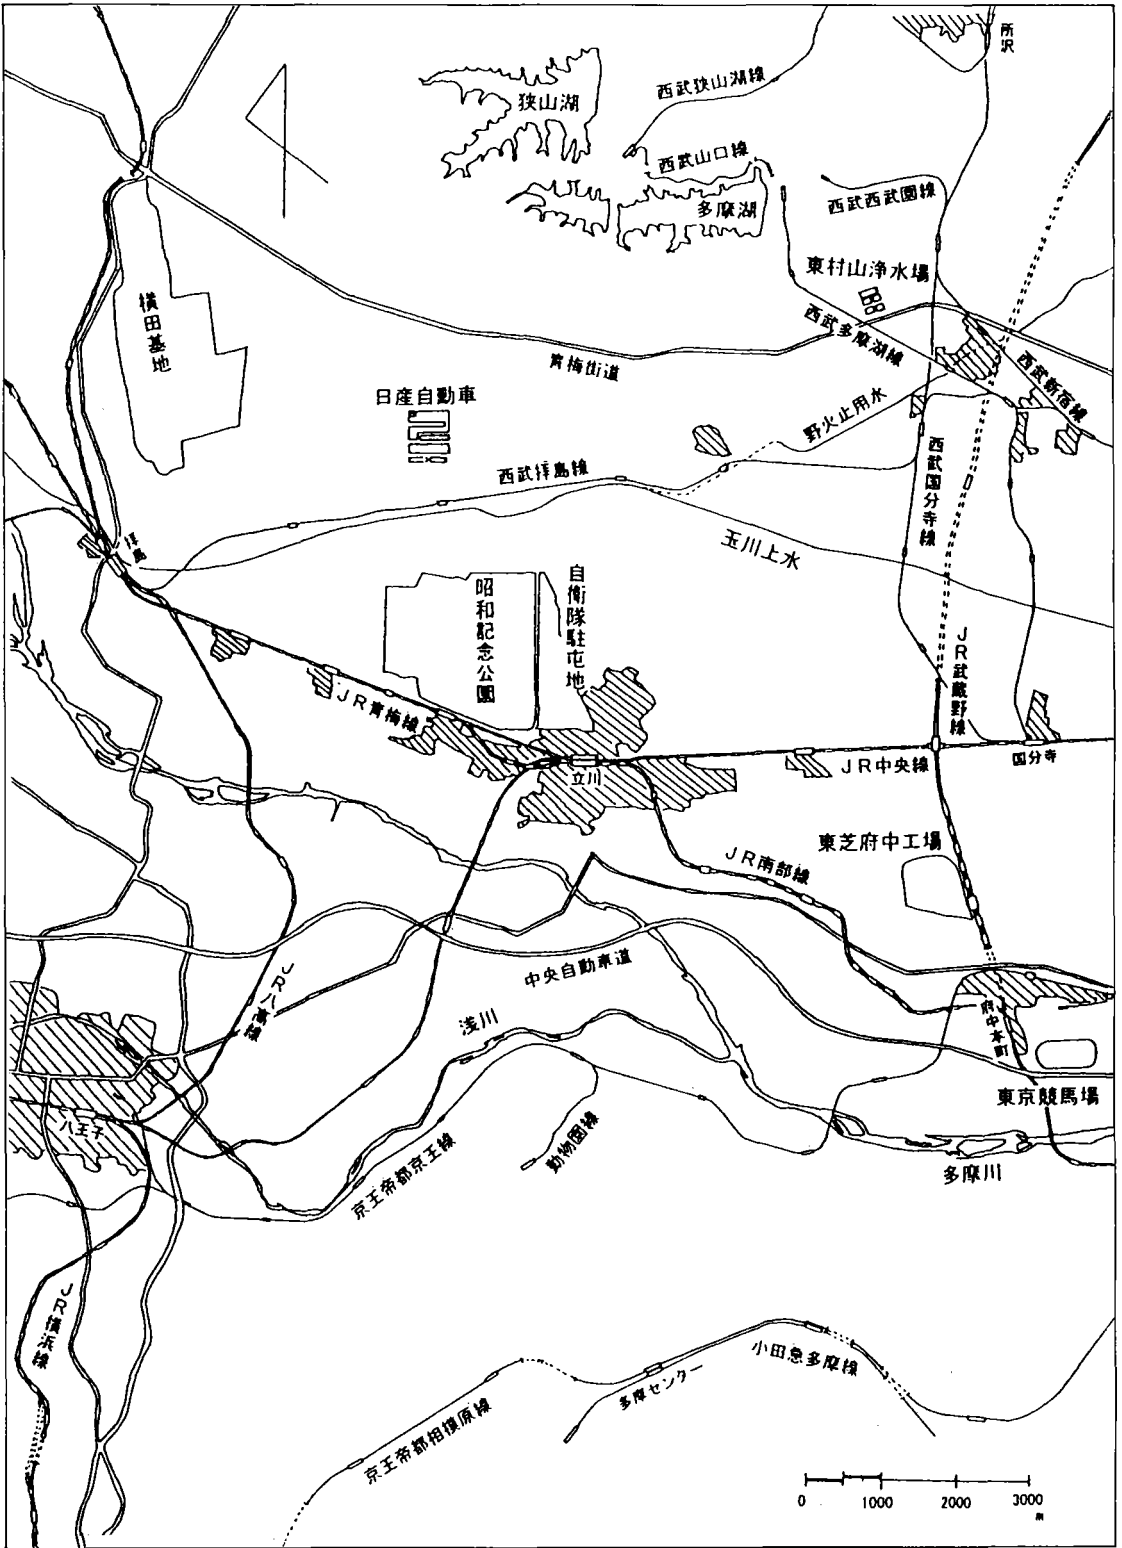 所沢
西武狭山湖線
狭山湖
西武山口線
西武西武園線
多摩湖
東村山浄水場
横田基地
西武多摩湖線
青梅街道
西武新宿線
日産自動車
野火止用水
西武国分寺線
西武拝島線
玉川上水
拝島
昭和記念公園
自衛隊駐屯地
JR武蔵野線
JR青梅線
立川
JR中央線
国分寺
東芝府中工場
JR南部線
中央自動車道
JR八高線
浅川
府中本町
東京競馬場
八王子
動物園線
京王帝都京王線
多摩川
JR横浜線
小田急多摩線
多摩センター
京王帝都相模原線
0 1000 2000 3000
m